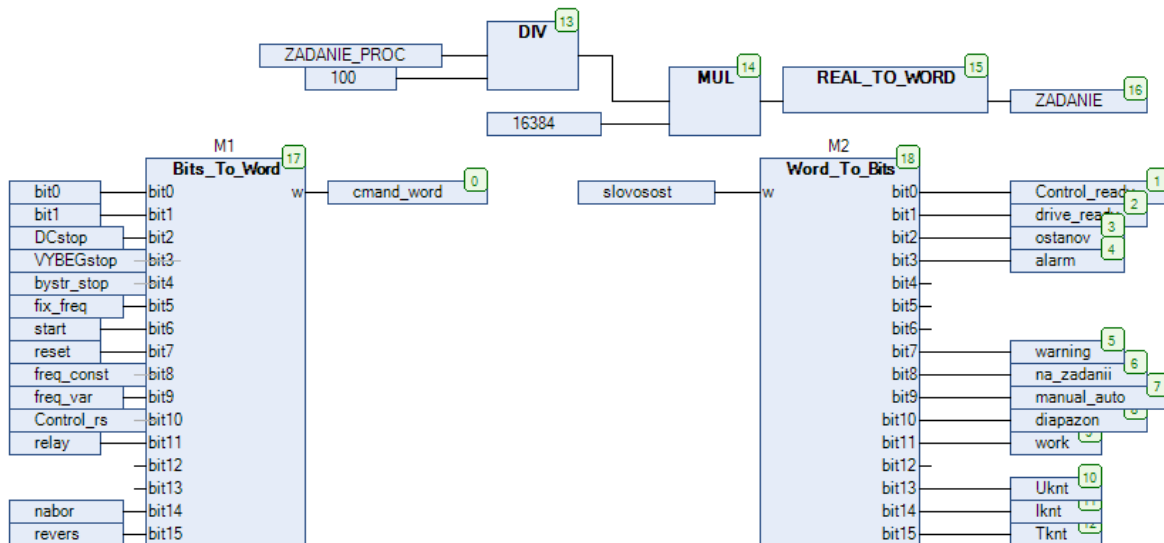 DIV 13
ZADANIE_PROC
100
MUL 14
REAL_TO_WORD 15
ZADANIE 16
16384
M1
Bits_To_Word 17
bit0 bit0 w cmand_word 0
bit1 bit1
DCstop bit2
VYBEGstop bit3
bystr_stop bit4
fix_freq bit5
start bit6
reset bit7
freq_const bit8
freq_var bit9
Control_rs bit10
relay bit11
bit12
bit13
nabor bit14
revers bit15
M2
Word_To_Bits 18
slovosost w bit0 Control_ready 1
bit1 drive_ready 2
bit2 ostanov 3
bit3 alarm 4
bit4
bit5
bit6
bit7 warning 5
bit8 na_zadanii 6
bit9 manual_auto 7
bit10 diapazon
bit11 work
bit12
bit13 Uknt 10
bit14 Iknt 11
bit15 Tknt 12